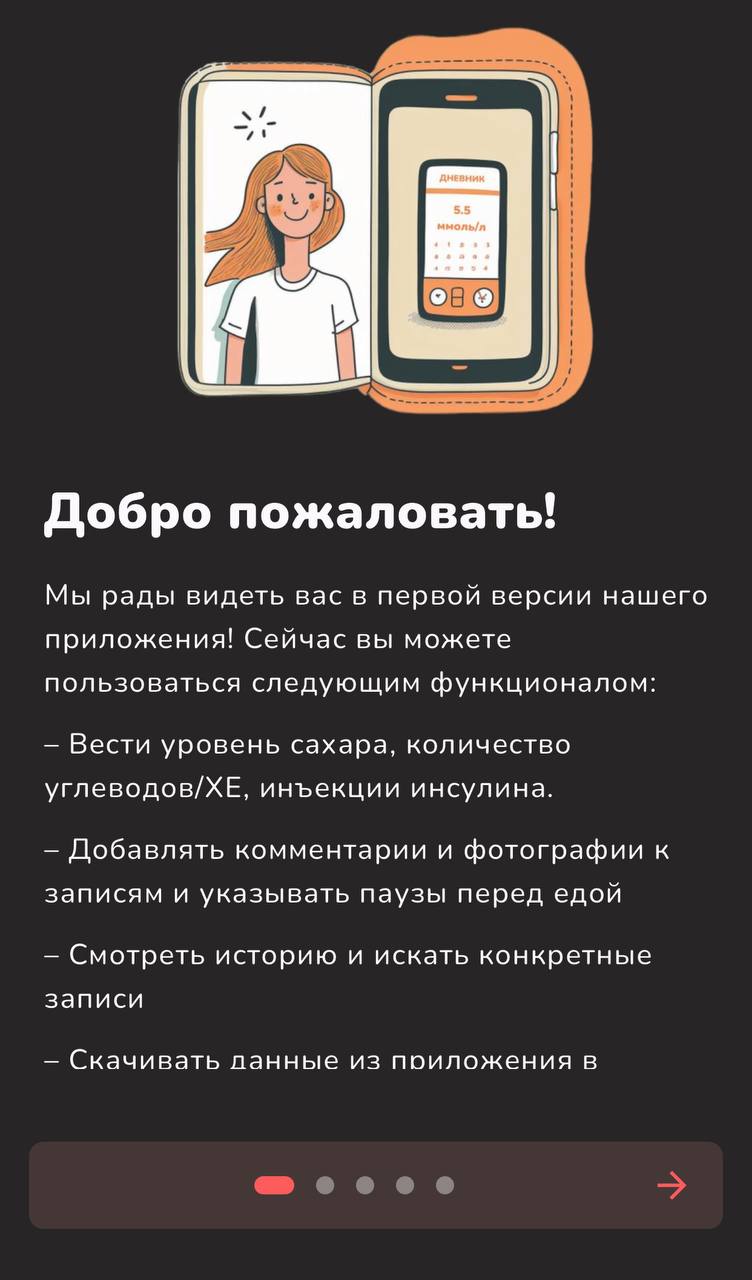 ДНЕВНИК
5.5
ммоль/л
Добро пожаловать!
Мы рады видеть вас в первой версии нашего
приложения! Сейчас вы можете
пользоваться следующим функционалом:
– Вести уровень сахара, количество
углеводов/ХЕ, инъекции инсулина.
– Добавлять комментарии и фотографии к
записям и указывать паузы перед едой
– Смотреть историю и искать конкретные
записи
– Скачивать данные из приложения в